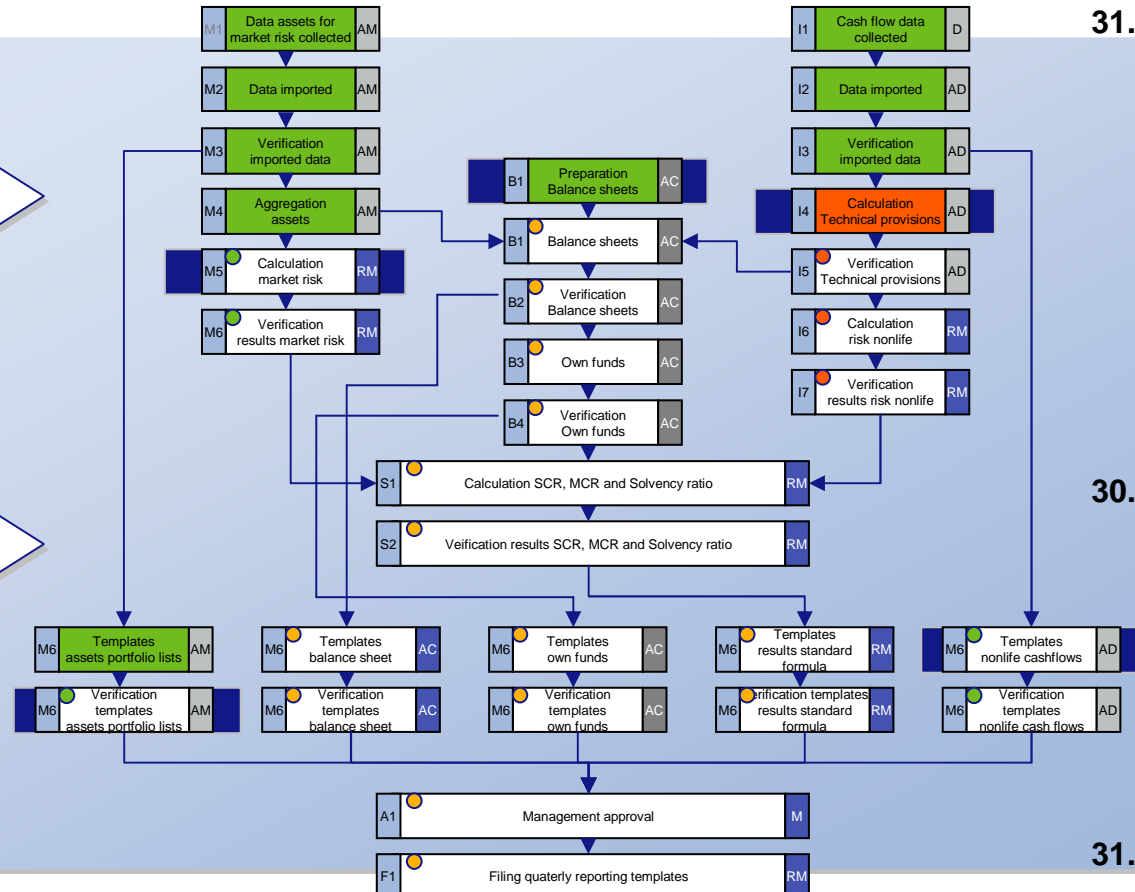 M1
Data assets for
market risk collected
AM
I1
Cash flow data
collected
D
31.
M2
Data imported
AM
I2
Data imported
AD
M3
Verification
imported data
AM
I3
Verification
imported data
AD
B1
Preparation
Balance sheets
AC
M4
Aggregation
assets
AM
I4
Calculation
Technical provisions
AD
B1
Balance sheets
AC
M5
Calculation
market risk
RM
I5
Verification
Technical provisions
AD
B2
Verification
Balance sheets
AC
M6
Verification
results market risk
RM
I6
Calculation
risk nonlife
RM
B3
Own funds
AC
I7
Verification
results risk nonlife
RM
B4
Verification
Own funds
AC
S1
Calculation SCR, MCR and Solvency ratio
RM
30.
S2
Veification results SCR, MCR and Solvency ratio
RM
M6
Templates
assets portfolio lists
AM
M6
Templates
balance sheet
AC
M6
Templates
own funds
AC
M6
Templates
results standard
formula
RM
M6
Templates
nonlife cashflows
AD
M6
Verification
templates
assets portfolio lists
AM
M6
Verification
templates
balance sheet
AC
M6
Verification
templates
own funds
AC
M6
erification templates
results standard
formula
RM
M6
Verification
templates
nonlife cash flows
AD
A1
Management approval
M
31.
F1
Filing quaterly reporting templates
RM